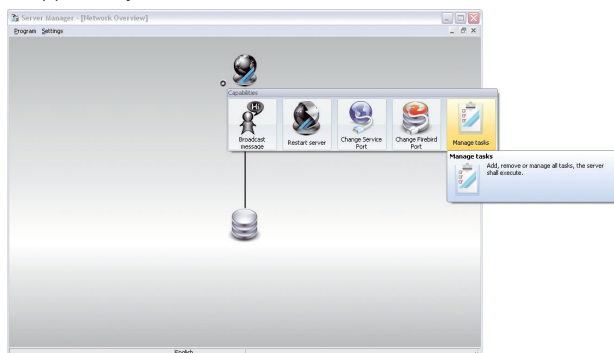 Server Manager - [Network Overview]
Program Settings
Capabilities
Hi
Broadcast message
Restart server
Change Service Port
Change Firebird Port
Manage tasks
Manage tasks
Add, remove or manage all tasks, the server
shall execute.
English